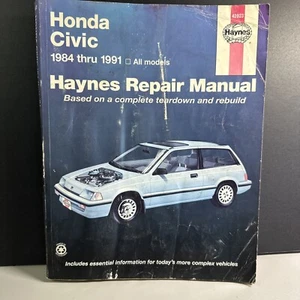 Honda
Civic
1984 thru 1991 □ All models
Haynes
Haynes Repair Manual
Based on a complete teardown and rebuild
Includes essential information for today's more complex vehicles